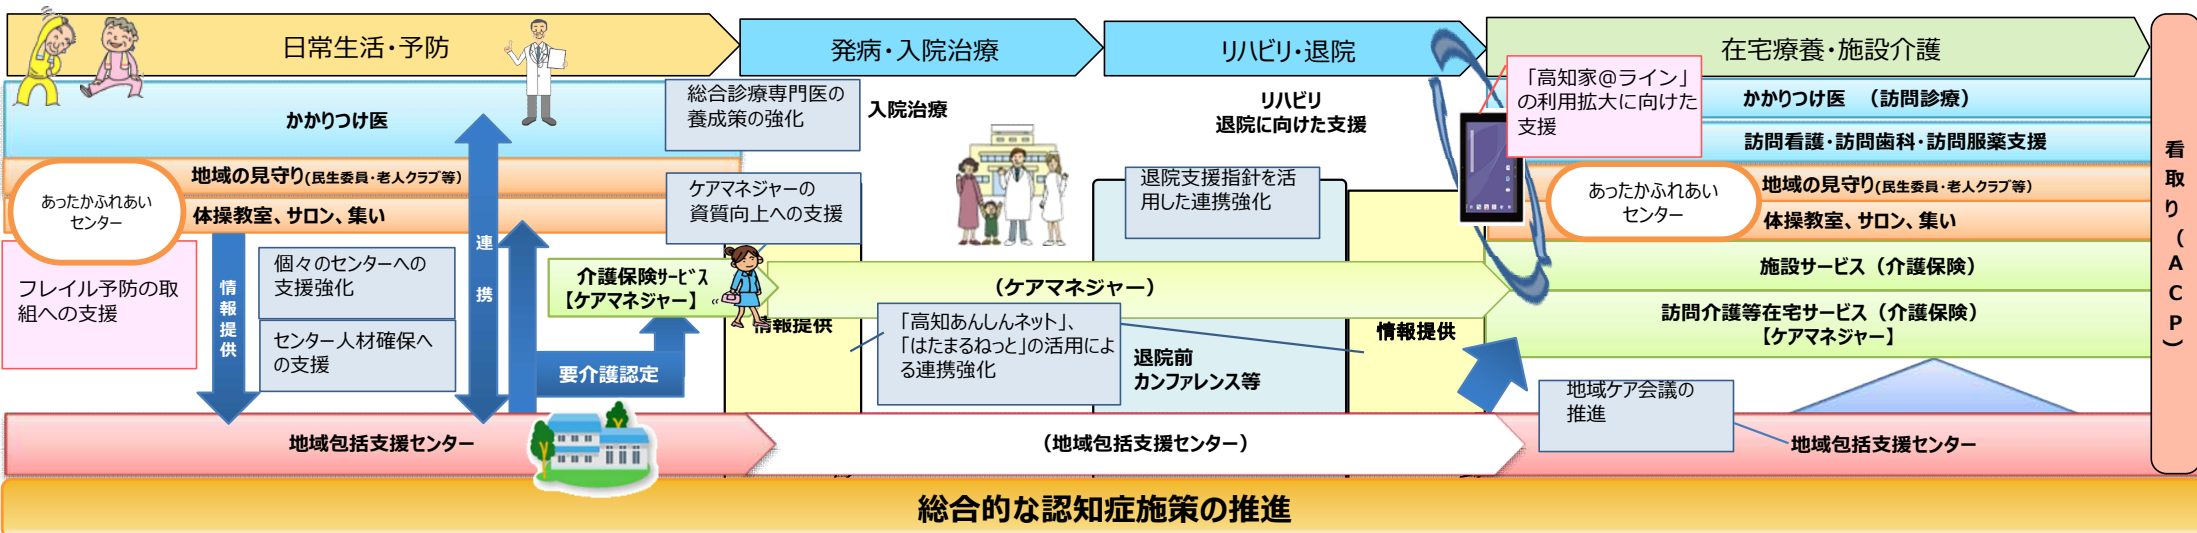 日常生活・予防
発病・入院治療
リハビリ・退院
在宅療養・施設介護
かかりつけ医
総合診療専門医の
養成策の強化
入院治療
リハビリ
退院に向けた支援
「高知家@ライン」
の利用拡大に向けた
支援
かかりつけ医　（訪問診療）
訪問看護・訪問歯科・訪問服薬支援
看取り(ACP)
地域の見守り(民生委員・老人クラブ等)
あったかふれあい
センター
体操教室、サロン、集い
ケアマネジャーの
資質向上への支援
退院支援指針を活
用した連携強化
あったかふれあい
センター
地域の見守り(民生委員・老人クラブ等)
体操教室、サロン、集い
フレイル予防の取
組への支援
情報提供
個々のセンターへの
支援強化
センター人材確保へ
の支援
連携
介護保険サービス
【ケアマネジャー】
（ケアマネジャー）
施設サービス（介護保険）
訪問介護等在宅サービス（介護保険）
【ケアマネジャー】
情報提供
「高知あんしんネット」、
「はたまるねっと」の活用によ
る連携強化
退院前
カンファレンス等
情報提供
要介護認定
地域ケア会議の
推進
地域包括支援センター
（地域包括支援センター）
地域包括支援センター
総合的な認知症施策の推進